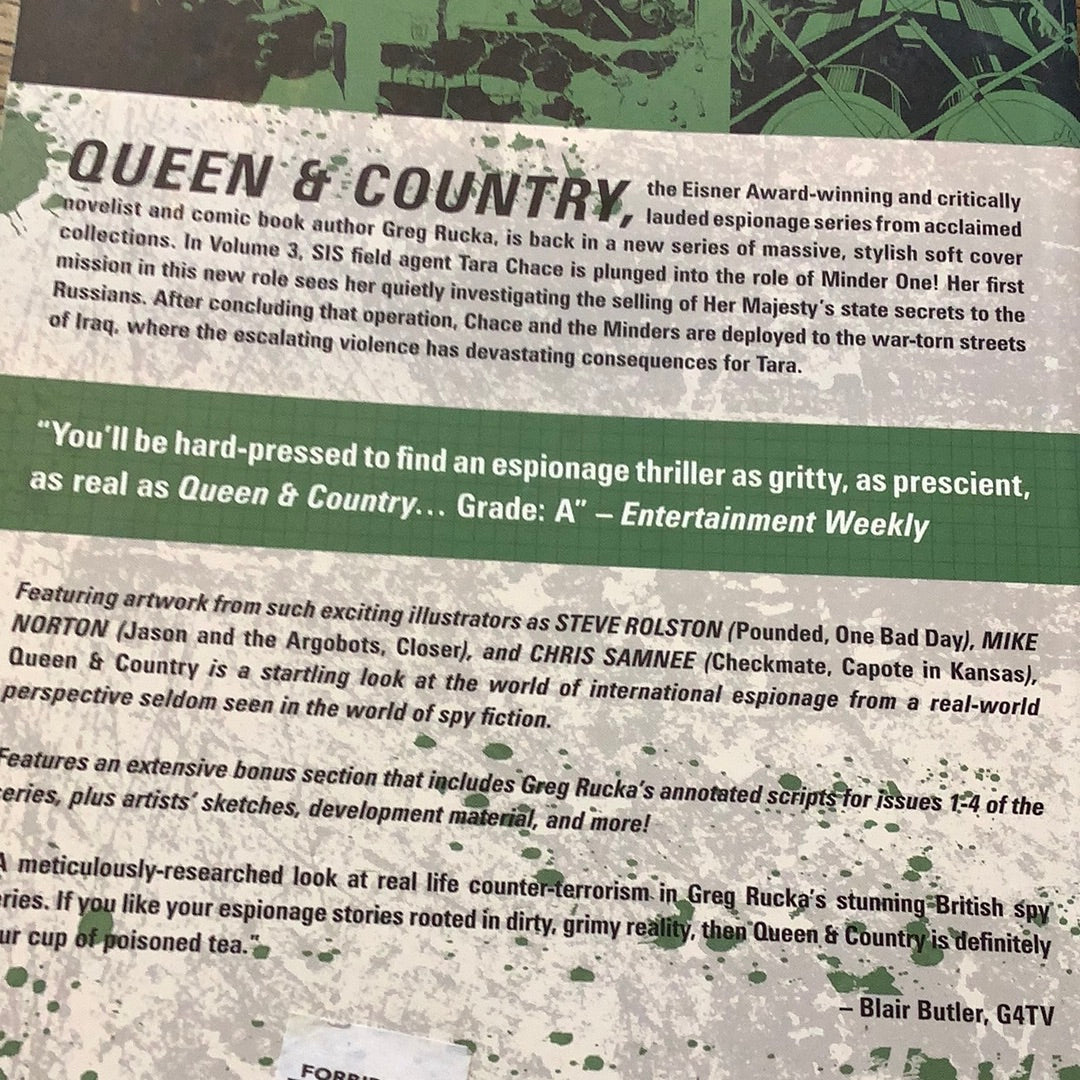 QUEEN & COUNTRY, the Eisner Award-winning and critically
lauded espionage series from acclaimed
novelist and comic book author Greg Rucka, is back in a new series of massive, stylish soft cover
collections. In Volume 3, SIS field agent Tara Chace is plunged into the role of Minder One! Her first
mission in this new role sees her quietly investigating the selling of Her Majesty's state secrets to the
Russians. After concluding that operation, Chace and the Minders are deployed to the war-torn streets
of Iraq, where the escalating violence has devastating consequences for Tara.
"You'll be hard-pressed to find an espionage thriller as gritty, as prescient,
as real as Queen & Country... Grade: A" – Entertainment Weekly
Featuring artwork from such exciting illustrators as STEVE ROLSTON (Pounded, One Bad Day), MIKE
NORTON (Jason and the Argobots, Closer), and CHRIS SAMNEE (Checkmate, Capote in Kansas),
Queen & Country is a startling look at the world of international espionage from a real-world
perspective seldom seen in the world of spy fiction.
Features an extensive bonus section that includes Greg Rucka's annotated scripts for issues 1-4 of the
eries, plus artists' sketches, development material, and more!
A meticulously-researched look at real life counter-terrorism in Greg Rucka's stunning British spy
ries. If you like your espionage stories rooted in dirty, grimy reality, then Queen & Country is definitely
ur cup of poisoned tea."
– Blair Butler, G4TV